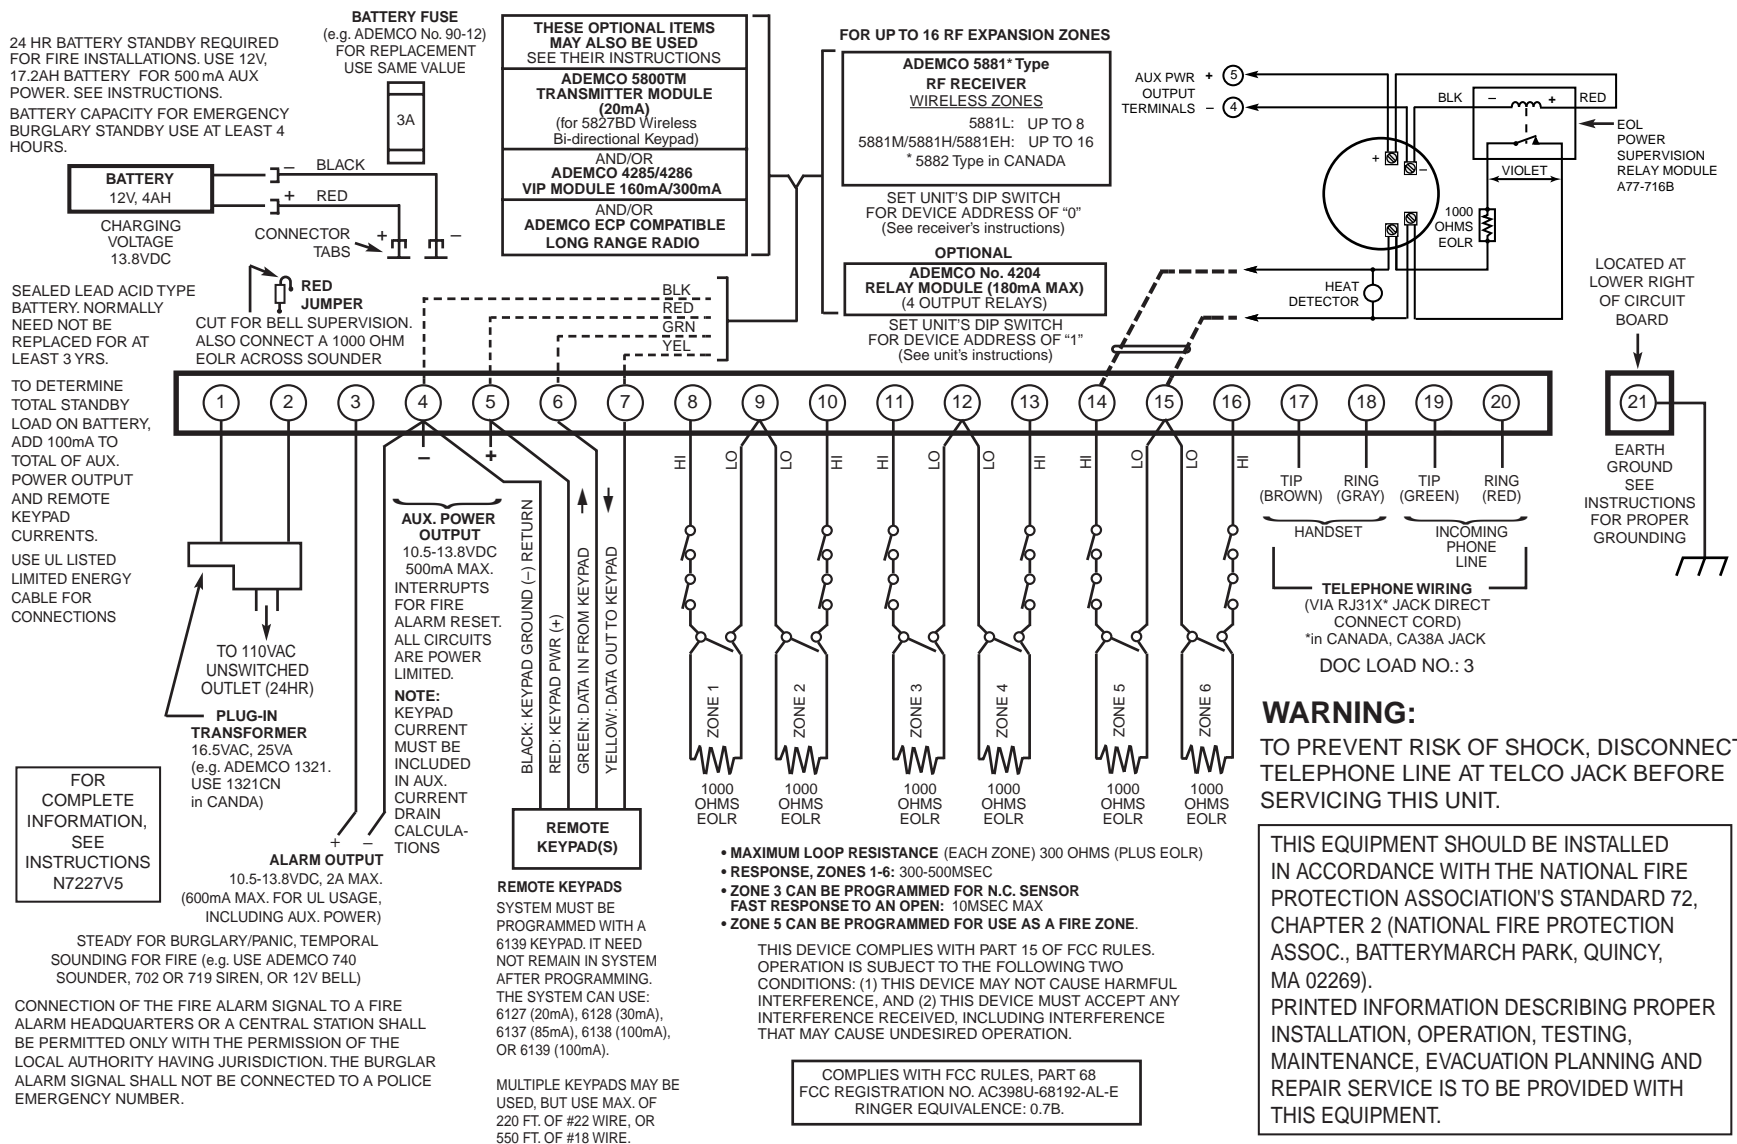 24 HR BATTERY STANDBY REQUIRED
FOR FIRE INSTALLATIONS. USE 12V,
17.2AH BATTERY FOR 500 mA AUX
POWER. SEE INSTRUCTIONS.
BATTERY CAPACITY FOR EMERGENCY
BURGLARY STANDBY USE AT LEAST 4
HOURS.
BATTERY FUSE
(e.g. ADEMCO No. 90-12)
FOR REPLACEMENT
USE SAME VALUE
3A
BATTERY
12V, 4AH
– BLACK
+ RED
CHARGING
VOLTAGE
13.8VDC
CONNECTOR
TABS
+ –
SEALED LEAD ACID TYPE
BATTERY. NORMALLY
NEED NOT BE
REPLACED FOR AT
LEAST 3 YRS.
RED
JUMPER
CUT FOR BELL SUPERVISION.
ALSO CONNECT A 1000 OHM
EOLR ACROSS SOUNDER
TO DETERMINE
TOTAL STANDBY
LOAD ON BATTERY,
ADD 100mA TO
TOTAL OF AUX.
POWER OUTPUT
AND REMOTE
KEYPAD
CURRENTS.
USE UL LISTED
LIMITED ENERGY
CABLE FOR
CONNECTIONS
THESE OPTIONAL ITEMS
MAY ALSO BE USED
SEE THEIR INSTRUCTIONS
ADEMCO 5800TM
TRANSMITTER MODULE
(20mA)
(for 5827BD Wireless
Bi-directional Keypad)
AND/OR
ADEMCO 4285/4286
VIP MODULE 160mA/300mA
AND/OR
ADEMCO ECP COMPATIBLE
LONG RANGE RADIO
BLK
RED
GRN
YEL
FOR UP TO 16 RF EXPANSION ZONES
ADEMCO 5881* Type
RF RECEIVER
WIRELESS ZONES
5881L: UP TO 8
5881M/5881H/5881EH: UP TO 16
* 5882 Type in CANADA
SET UNIT'S DIP SWITCH
FOR DEVICE ADDRESS OF “0”
(See receiver's instructions)
OPTIONAL
ADEMCO No. 4204
RELAY MODULE (180mA MAX)
(4 OUTPUT RELAYS)
SET UNIT'S DIP SWITCH
FOR DEVICE ADDRESS OF “1”
(See unit's instructions)
AUX PWR + 5
OUTPUT
TERMINALS – 4
BLK – + RED
EOL
POWER
SUPERVISION
RELAY MODULE
A77-716B
+ –
VIOLET
1000
OHMS
EOLR
HEAT
DETECTOR
LOCATED AT
LOWER RIGHT
OF CIRCUIT
BOARD
1 2 3 4 5 6 7 8 9 10 11 12 13 14 15 16 17 18 19 20 21
– +
HI LO LO HI HI LO LO HI HI LO LO HI
TIP
(BROWN)
RING
(GRAY)
TIP
(GREEN)
RING
(RED)
HANDSET
INCOMING
PHONE
LINE
TELEPHONE WIRING
(VIA RJ31X* JACK DIRECT
CONNECT CORD)
*in CANADA, CA38A JACK
DOC LOAD NO.: 3
EARTH
GROUND
SEE
INSTRUCTIONS
FOR PROPER
GROUNDING
TO 110VAC
UNSWITCHED
OUTLET (24HR)
PLUG-IN
TRANSFORMER
16.5VAC, 25VA
(e.g. ADEMCO 1321.
USE 1321CN
in CANDA)
FOR
COMPLETE
INFORMATION,
SEE
INSTRUCTIONS
N7227V5
AUX. POWER
OUTPUT
10.5-13.8VDC
500mA MAX.
INTERRUPTS
FOR FIRE
ALARM RESET.
ALL CIRCUITS
ARE POWER
LIMITED.
NOTE:
KEYPAD
CURRENT
MUST BE
INCLUDED
IN AUX.
CURRENT
DRAIN
CALCULA-
TIONS
BLACK: KEYPAD GROUND (–) RETURN
RED: KEYPAD PWR (+)
GREEN: DATA IN FROM KEYPAD
YELLOW: DATA OUT TO KEYPAD
REMOTE
KEYPAD(S)
+ –
ALARM OUTPUT
10.5-13.8VDC, 2A MAX.
(600mA MAX. FOR UL USAGE,
INCLUDING AUX. POWER)
STEADY FOR BURGLARY/PANIC, TEMPORAL
SOUNDING FOR FIRE (e.g. USE ADEMCO 740
SOUNDER, 702 OR 719 SIREN, OR 12V BELL)
CONNECTION OF THE FIRE ALARM SIGNAL TO A FIRE
ALARM HEADQUARTERS OR A CENTRAL STATION SHALL
BE PERMITTED ONLY WITH THE PERMISSION OF THE
LOCAL AUTHORITY HAVING JURISDICTION. THE BURGLAR
ALARM SIGNAL SHALL NOT BE CONNECTED TO A POLICE
EMERGENCY NUMBER.
REMOTE KEYPADS
SYSTEM MUST BE
PROGRAMMED WITH A
6139 KEYPAD. IT NEED
NOT REMAIN IN SYSTEM
AFTER PROGRAMMING.
THE SYSTEM CAN USE:
6127 (20mA), 6128 (30mA),
6137 (85mA), 6138 (100mA),
OR 6139 (100mA).
MULTIPLE KEYPADS MAY BE
USED, BUT USE MAX. OF
220 FT. OF #22 WIRE, OR
550 FT. OF #18 WIRE.
ZONE 1
ZONE 2
ZONE 3
ZONE 4
ZONE 5
ZONE 6
1000
OHMS
EOLR
1000
OHMS
EOLR
1000
OHMS
EOLR
1000
OHMS
EOLR
1000
OHMS
EOLR
1000
OHMS
EOLR
• MAXIMUM LOOP RESISTANCE (EACH ZONE) 300 OHMS (PLUS EOLR)
• RESPONSE, ZONES 1-6: 300-500MSEC
• ZONE 3 CAN BE PROGRAMMED FOR N.C. SENSOR
FAST RESPONSE TO AN OPEN: 10MSEC MAX
• ZONE 5 CAN BE PROGRAMMED FOR USE AS A FIRE ZONE.
THIS DEVICE COMPLIES WITH PART 15 OF FCC RULES.
OPERATION IS SUBJECT TO THE FOLLOWING TWO
CONDITIONS: (1) THIS DEVICE MAY NOT CAUSE HARMFUL
INTERFERENCE, AND (2) THIS DEVICE MUST ACCEPT ANY
INTERFERENCE RECEIVED, INCLUDING INTERFERENCE
THAT MAY CAUSE UNDESIRED OPERATION.
COMPLIES WITH FCC RULES, PART 68
FCC REGISTRATION NO. AC398U-68192-AL-E
RINGER EQUIVALENCE: 0.7B.
WARNING:
TO PREVENT RISK OF SHOCK, DISCONNECT
TELEPHONE LINE AT TELCO JACK BEFORE
SERVICING THIS UNIT.
THIS EQUIPMENT SHOULD BE INSTALLED
IN ACCORDANCE WITH THE NATIONAL FIRE
PROTECTION ASSOCIATION'S STANDARD 72,
CHAPTER 2 (NATIONAL FIRE PROTECTION
ASSOC., BATTERYMARCH PARK, QUINCY,
MA 02269).
PRINTED INFORMATION DESCRIBING PROPER
INSTALLATION, OPERATION, TESTING,
MAINTENANCE, EVACUATION PLANNING AND
REPAIR SERVICE IS TO BE PROVIDED WITH
THIS EQUIPMENT.